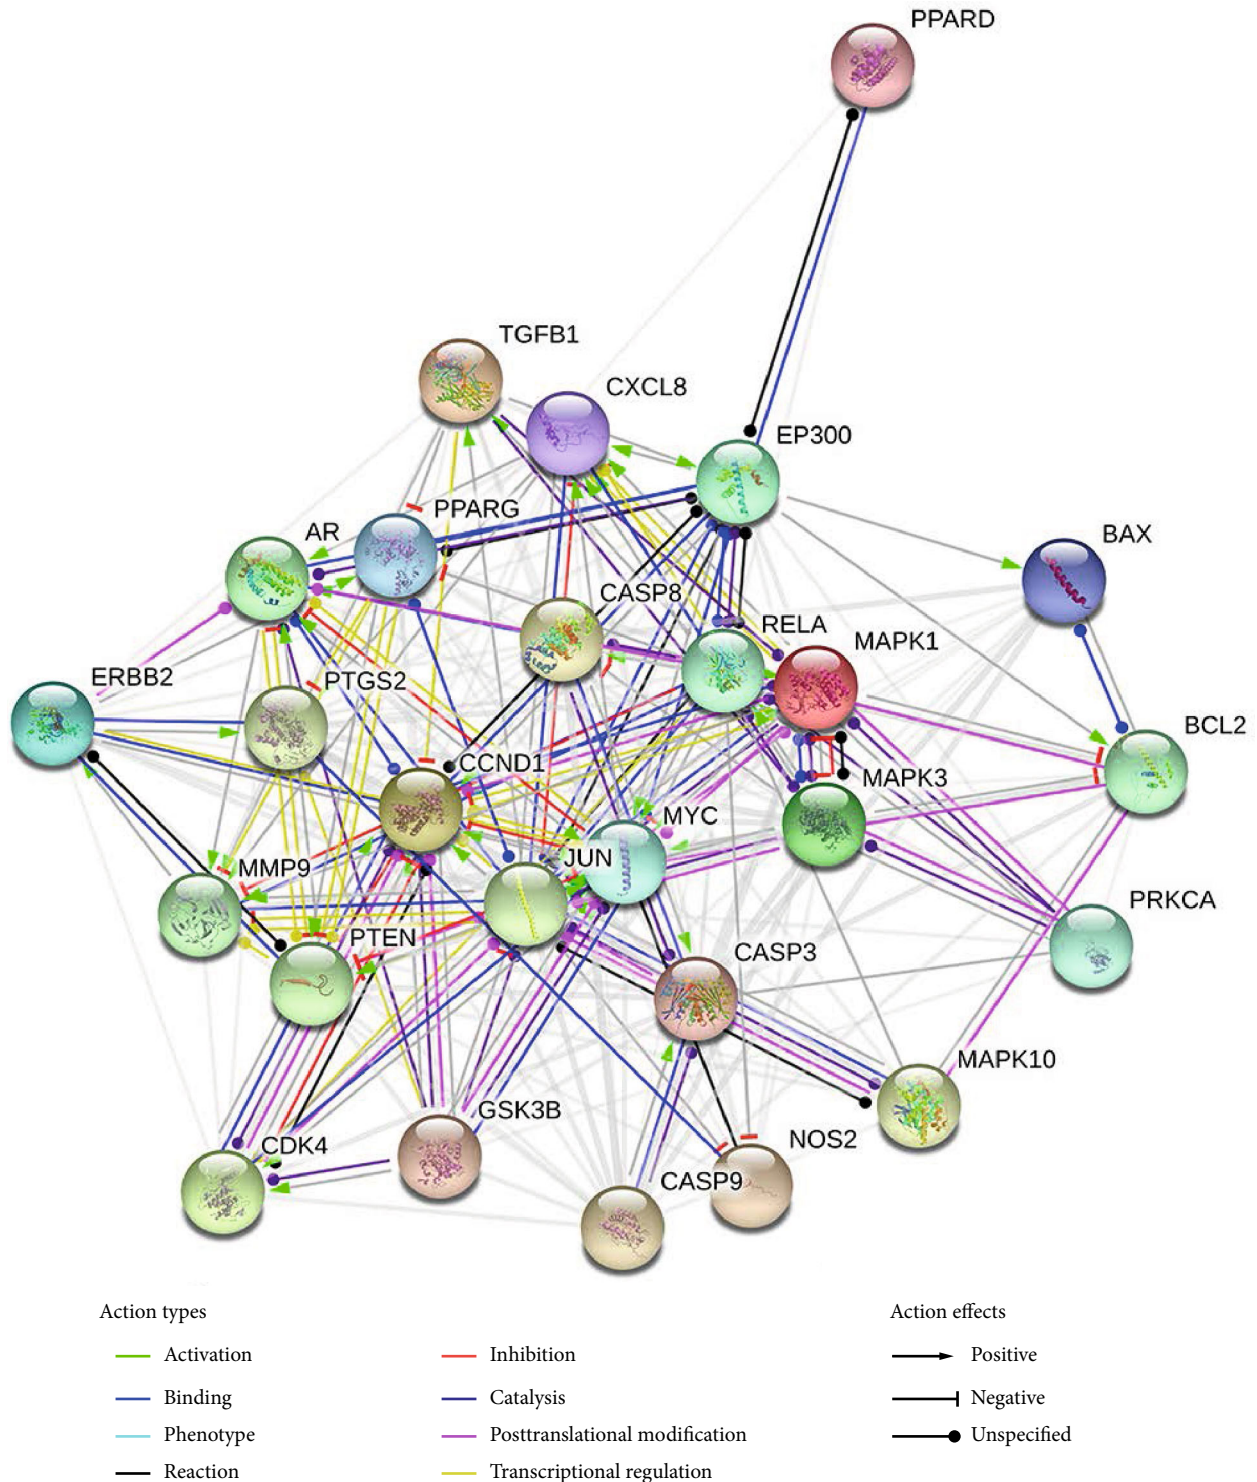 PPARD
TGFB1
CXCL8
EP300
PPARG
AR
BAX
CASP8
RELA
MAPK1
ERBB2
PTGS2
BCL2
CCND1
MAPK3
MYC
JUN
MMP9
PRKCA
PTEN
CASP3
MAPK10
GSK3B
NOS2
CDK4
CASP9
Action types
Action effects
Activation
Inhibition
Positive
Binding
Catalysis
Negative
Phenotype
Posttranslational modification
Unspecified
Reaction
Transcriptional regulation